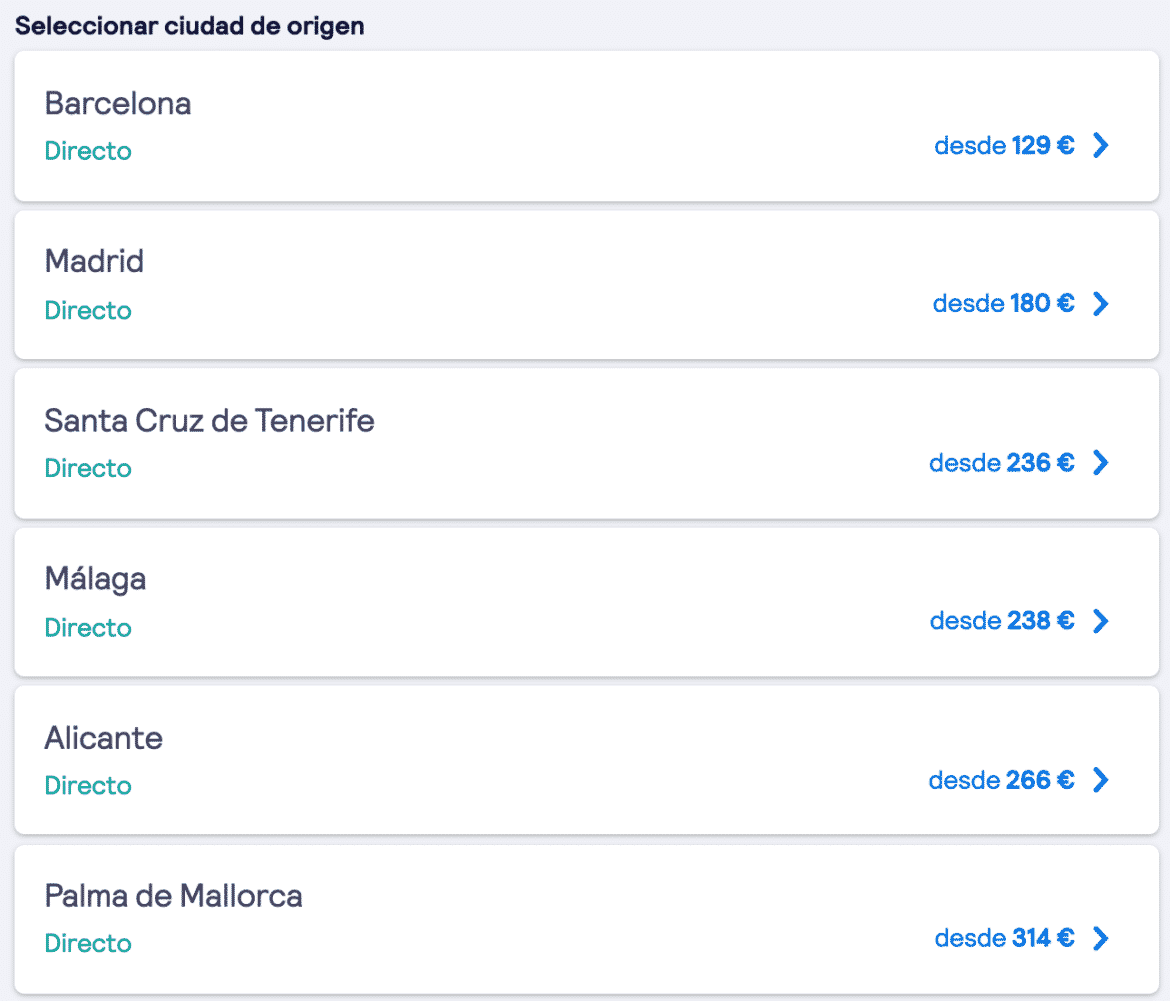 Seleccionar ciudad de origen
Barcelona
Directo
desde 129 €
Madrid
Directo
desde 180 €
Santa Cruz de Tenerife
Directo
desde 236 €
Málaga
Directo
desde 238 €
Alicante
Directo
desde 266 €
Palma de Mallorca
Directo
desde 314 €